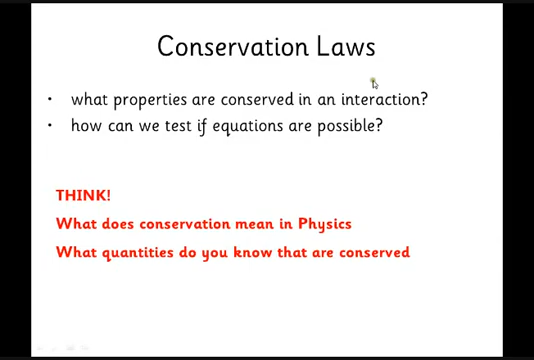 Conservation Laws
• what properties are conserved in an interaction?
• how can we test if equations are possible?
THINK!
What does conservation mean in Physics
What quantities do you know that are conserved